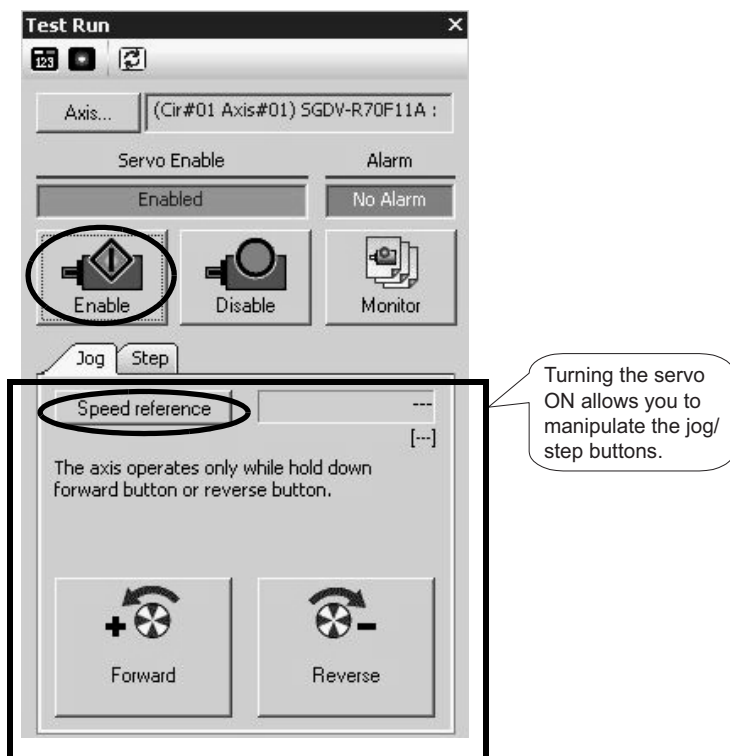 Test Run
123
Axis...
(Cir#01 Axis#01) SGDV-R70F11A :
Servo Enable
Alarm
Enabled
No Alarm
Enable
Disable
Monitor
Jog
Step
Speed reference
---
[---]
The axis operates only while hold down
forward button or reverse button.
Forward
Reverse
Turning the servo
ON allows you to
manipulate the jog/
step buttons.